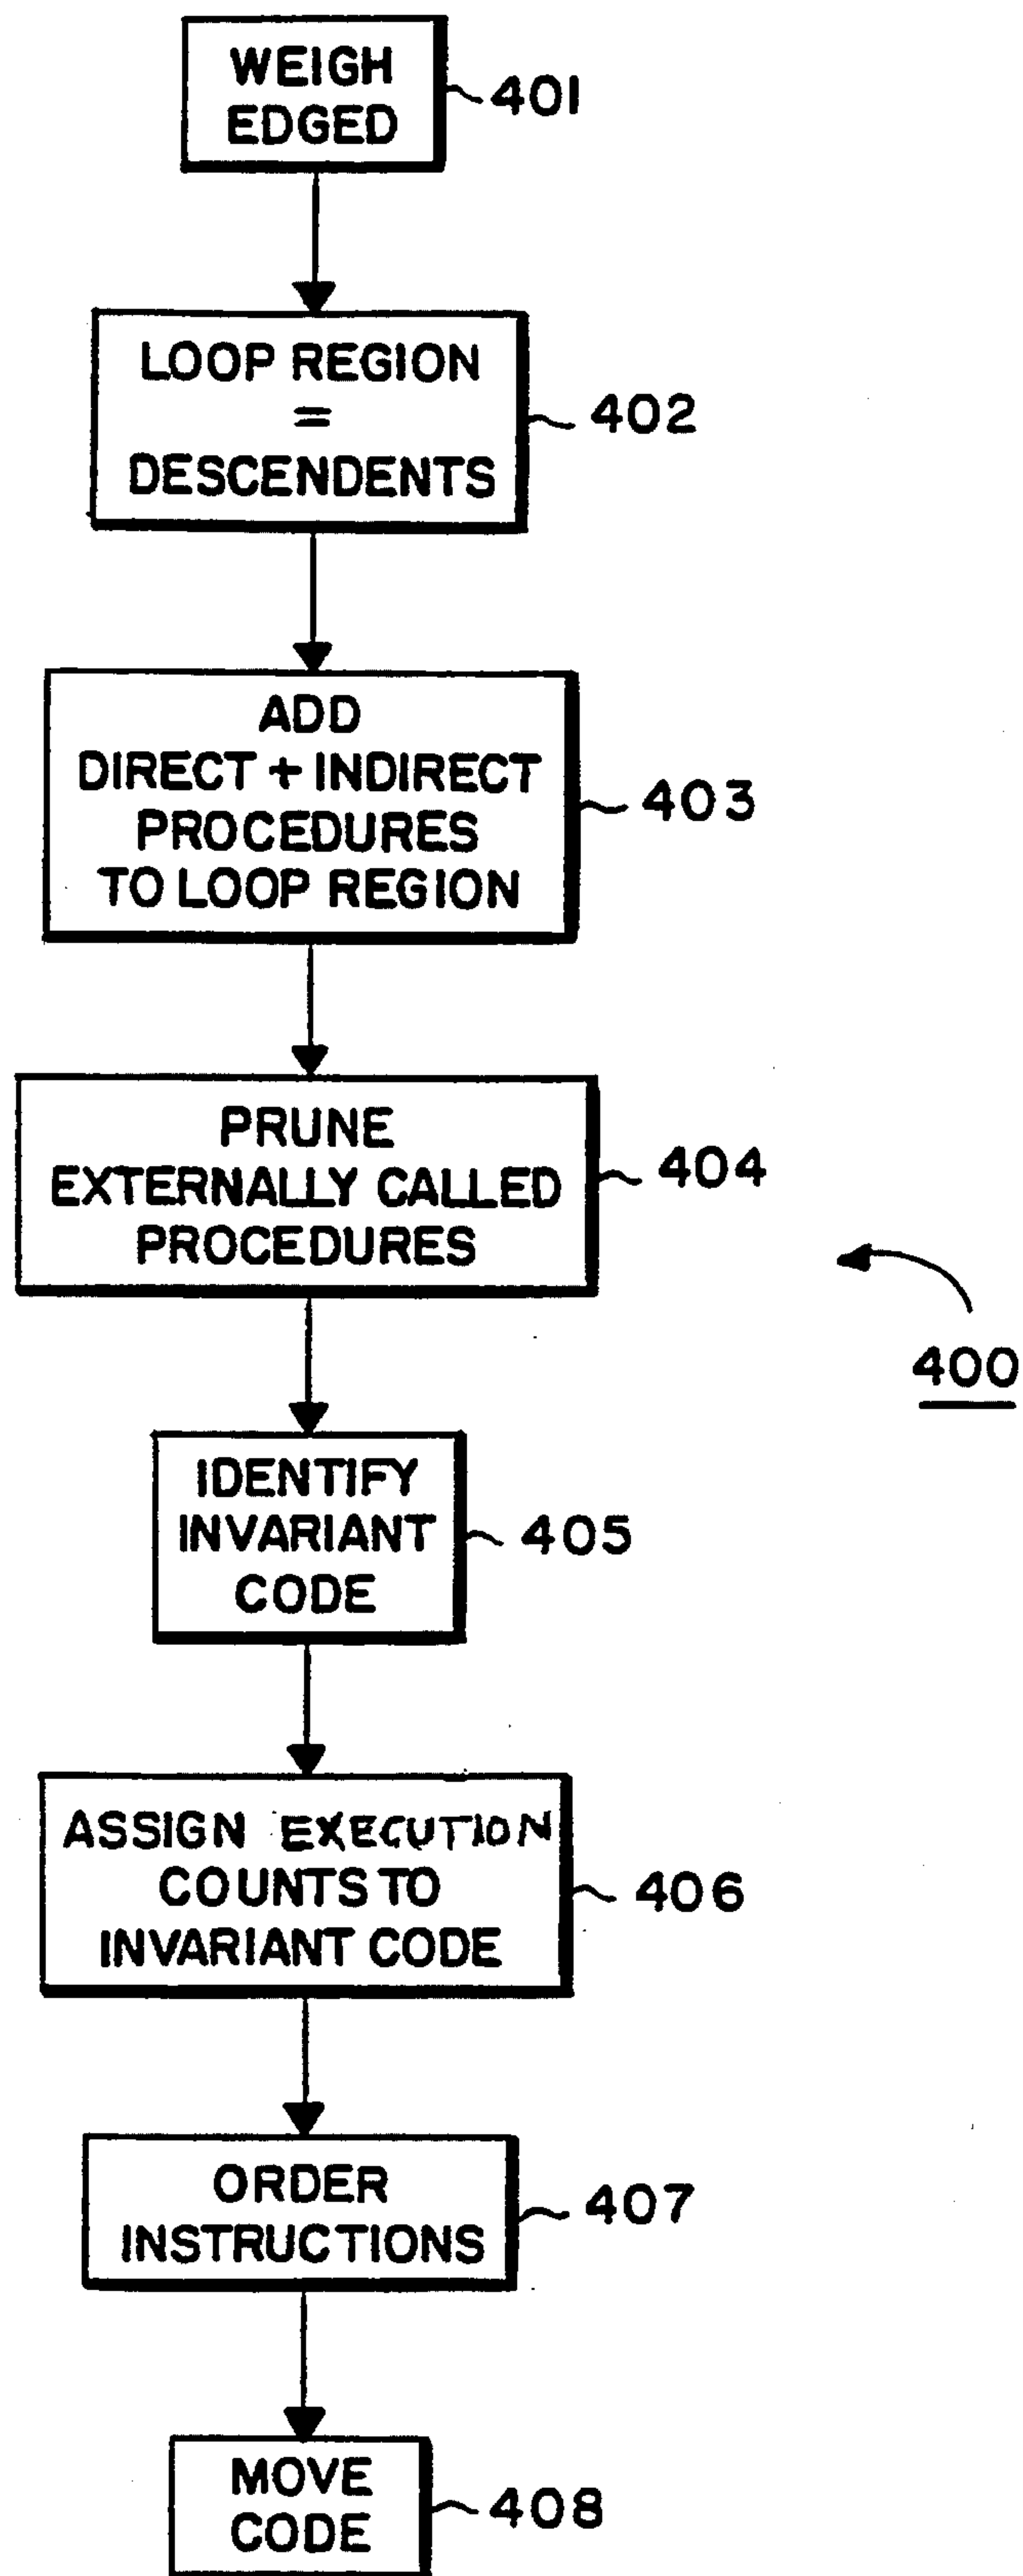 WEIGH
EDGED
401
LOOP REGION
=
DESCENDENTS
402
ADD
DIRECT + INDIRECT
PROCEDURES
TO LOOP REGION
403
PRUNE
EXTERNALLY CALLED
PROCEDURES
404
400
IDENTIFY
INVARIANT
CODE
405
ASSIGN EXECUTION
COUNTS TO
INVARIANT CODE
406
ORDER
INSTRUCTIONS
407
MOVE
CODE
408